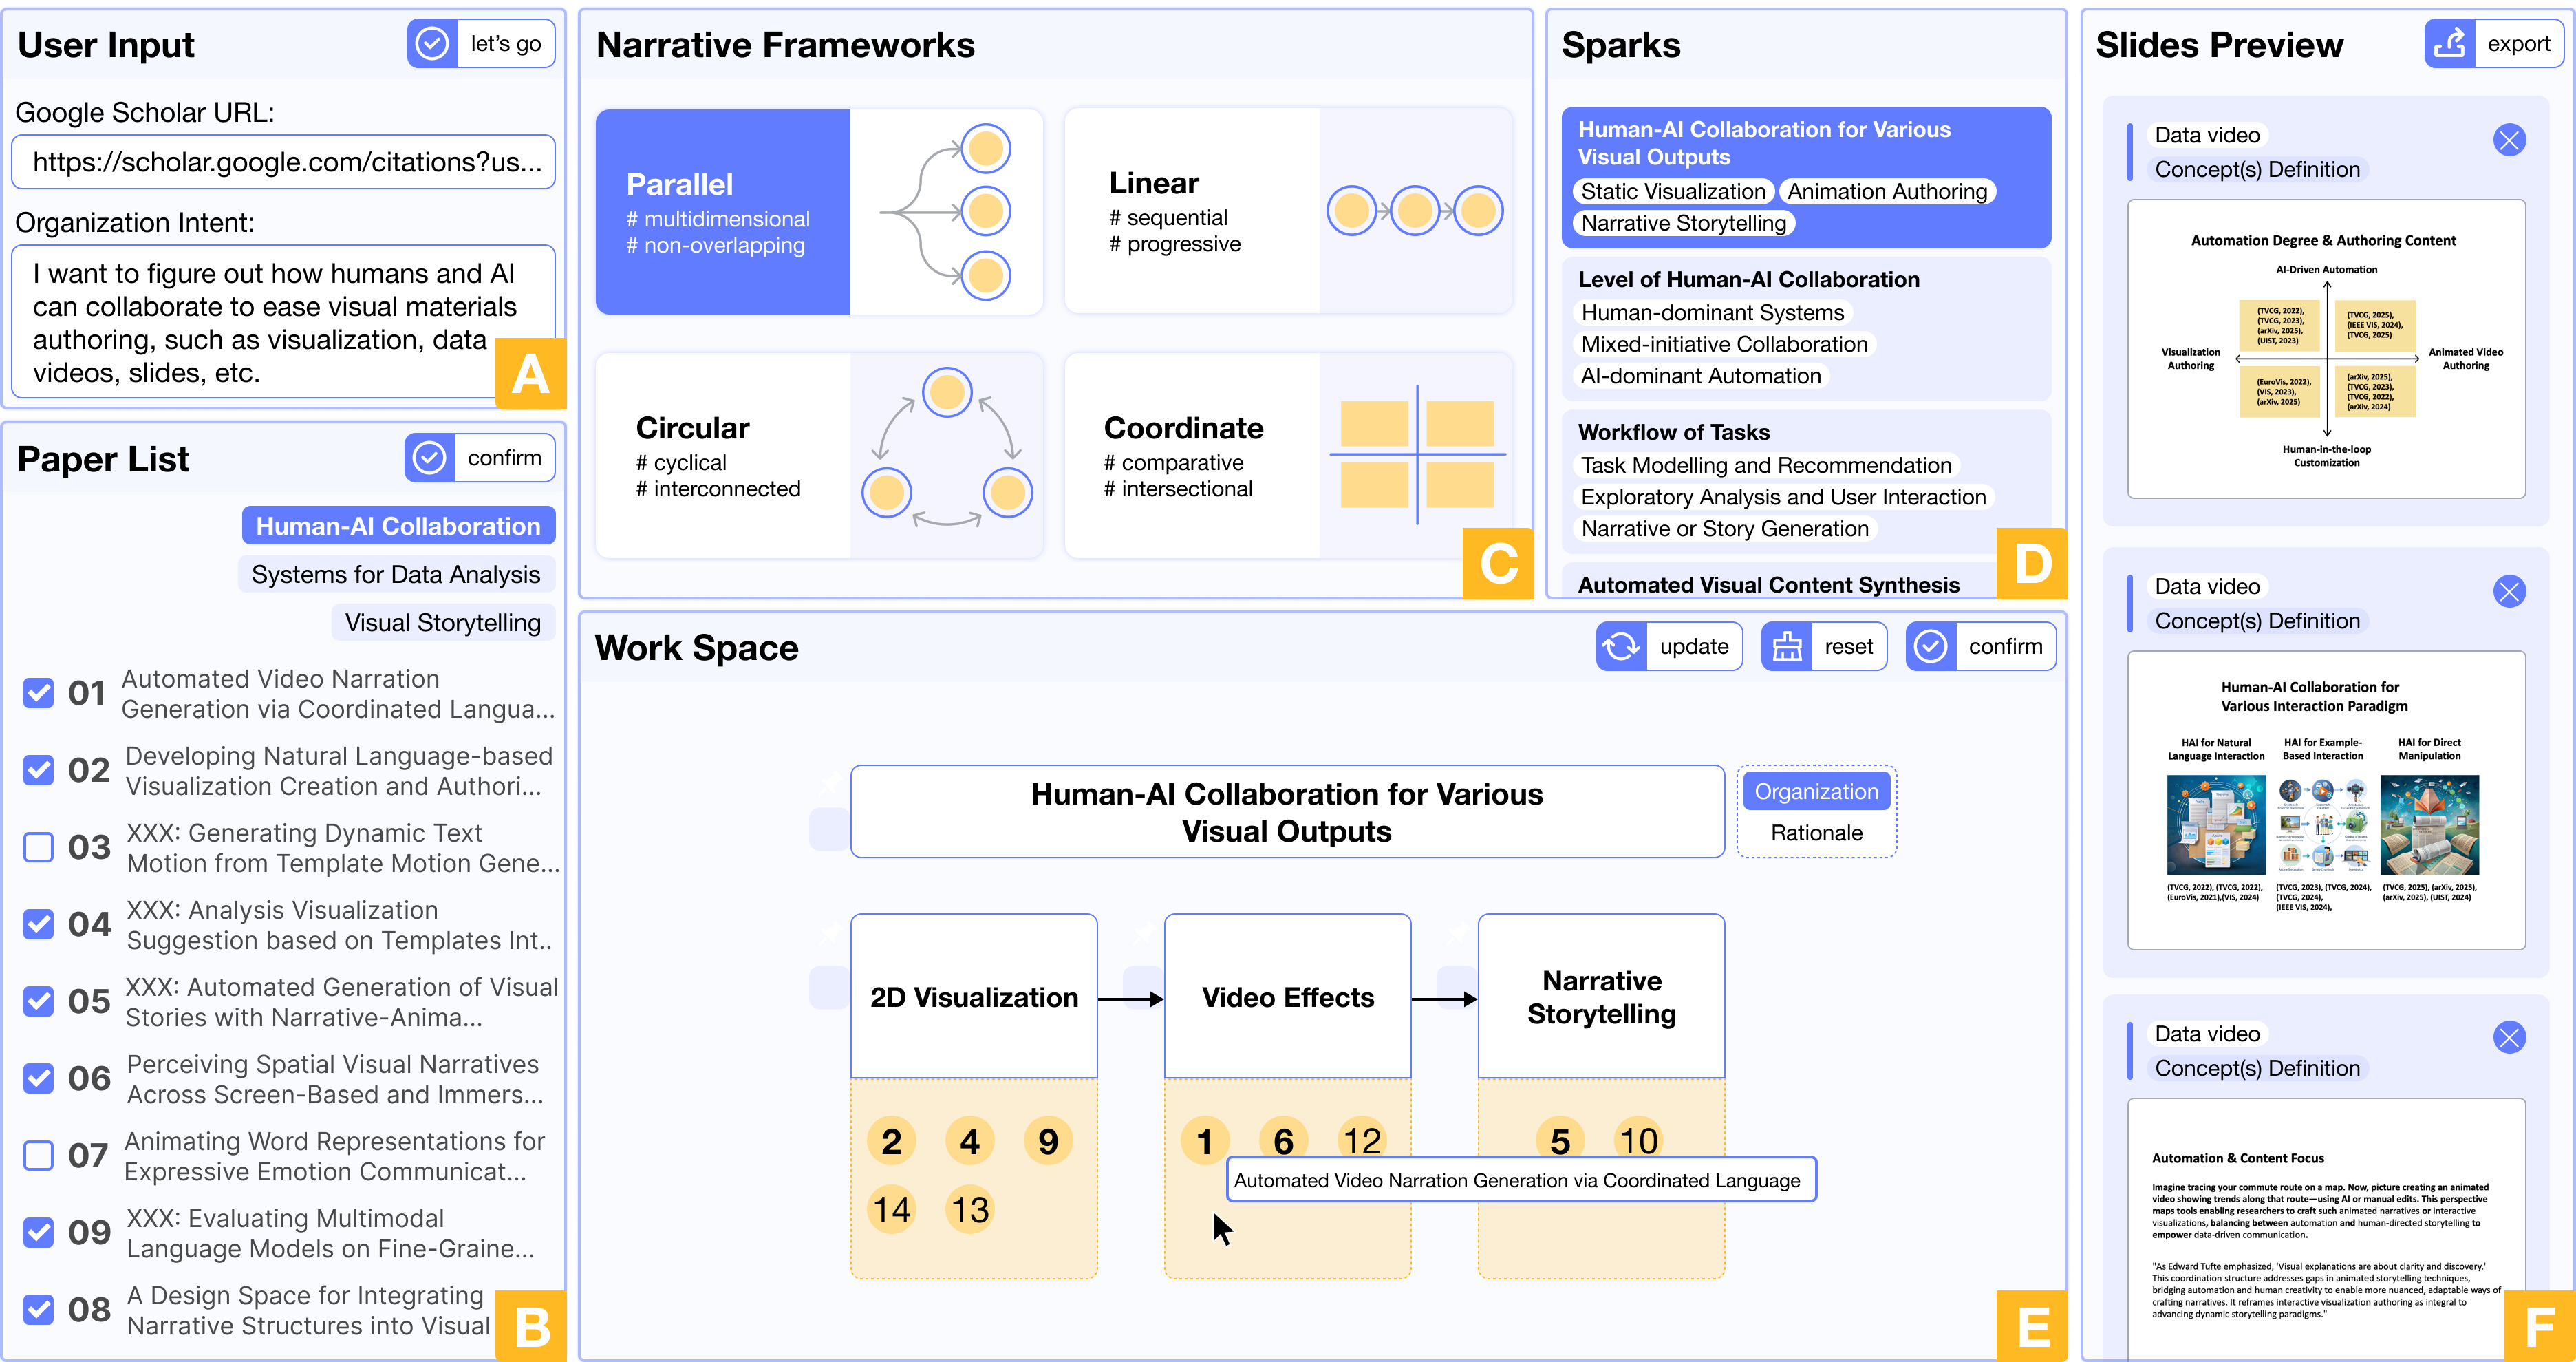 User Input
let's go
Google Scholar URL:
https://scholar.google.com/citations?us...
Organization Intent:
I want to figure out how humans and AI
can collaborate to ease visual materials
authoring, such as visualization, data
videos, slides, etc.
A
Paper List
confirm
Human-AI Collaboration
Systems for Data Analysis
Visual Storytelling
01 Automated Video Narration
Generation via Coordinated Langua...
02 Developing Natural Language-based
Visualization Creation and Authori...
03 XXX: Generating Dynamic Text
Motion from Template Motion Gene...
04 XXX: Analysis Visualization
Suggestion based on Templates Int..
05 XXX: Automated Generation of Visual
Stories with Narrative-Anima...
06 Perceiving Spatial Visual Narratives
Across Screen-Based and Immers...
07 Animating Word Representations for
Expressive Emotion Communicat...
09 XXX: Evaluating Multimodal
Language Models on Fine-Graine...
08 A Design Space for Integrating
Narrative Structures into Visual
B
Narrative Frameworks
Parallel
# multidimensional
# non-overlapping
Linear
# sequential
# progressive
Circular
# cyclical
# interconnected
Coordinate
# comparative
# intersectional
C
Sparks
Human-AI Collaboration for Various
Visual Outputs
Static Visualization Animation Authoring
Narrative Storytelling
Level of Human-AI Collaboration
Human-dominant Systems
Mixed-initiative Collaboration
AI-dominant Automation
Workflow of Tasks
Task Modelling and Recommendation
Exploratory Analysis and User Interaction
Narrative or Story Generation
Automated Visual Content Synthesis
D
Work Space
update
reset
confirm
Human-AI Collaboration for Various
Visual Outputs
Organization
Rationale
2D Visualization
Video Effects
Narrative
Storytelling
2 4 9
14 13
1 6 12
5 10
Automated Video Narration Generation via Coordinated Language
E
Slides Preview
export
Data video
Concept(s) Definition
Automation Degree & Authoring Content
AI-Driven Automation
(TVCG, 2022),
(TVCG, 2023),
(arXiv, 2025),
(UIST, 2023)
(TVCG, 2025),
(IEEE VIS, 2024),
(TVCG, 2025)
Visualization
Authoring
Animated Video
Authoring
(EuroVis, 2022),
(VIS, 2023),
(arXiv, 2025)
(arXiv, 2025),
(TVCG, 2023),
(TVCG, 2022),
(arXiv, 2024)
Human-in-the-loop
Customization
Data video
Concept(s) Definition
Human-AI Collaboration for
Various Interaction Paradigm
HAI for Natural
Language Interaction
HAI for Example-
Based Interaction
HAI for Direct
Manipulation
(TVCG, 2022), (TVCG, 2022),
(EuroVis, 2021),(VIS, 2024)
(TVCG, 2023), (TVCG, 2024),
(TVCG, 2024),
(IEEE VIS, 2024),
(TVCG, 2025), (arXiv, 2025),
(arXiv, 2025), (UIST, 2024)
Data video
Concept(s) Definition
Automation & Content Focus
Imagine tracing your commute route on a map. Now, picture creating an animated
video showing trends along that route—using AI or manual edits. This perspective
maps tools enabling researchers to craft such animated narratives or interactive
visualizations, balancing between automation and human-directed storytelling to
empower data-driven communication.
"As Edward Tufte emphasized, 'Visual explanations are about clarity and discovery.'
This coordination structure addresses gaps in animated storytelling techniques,
bridging automation and human creativity to enable more nuanced, adaptable ways of
crafting narratives. It reframes interactive visualization authoring as integral to
advancing dynamic storytelling paradigms."
F